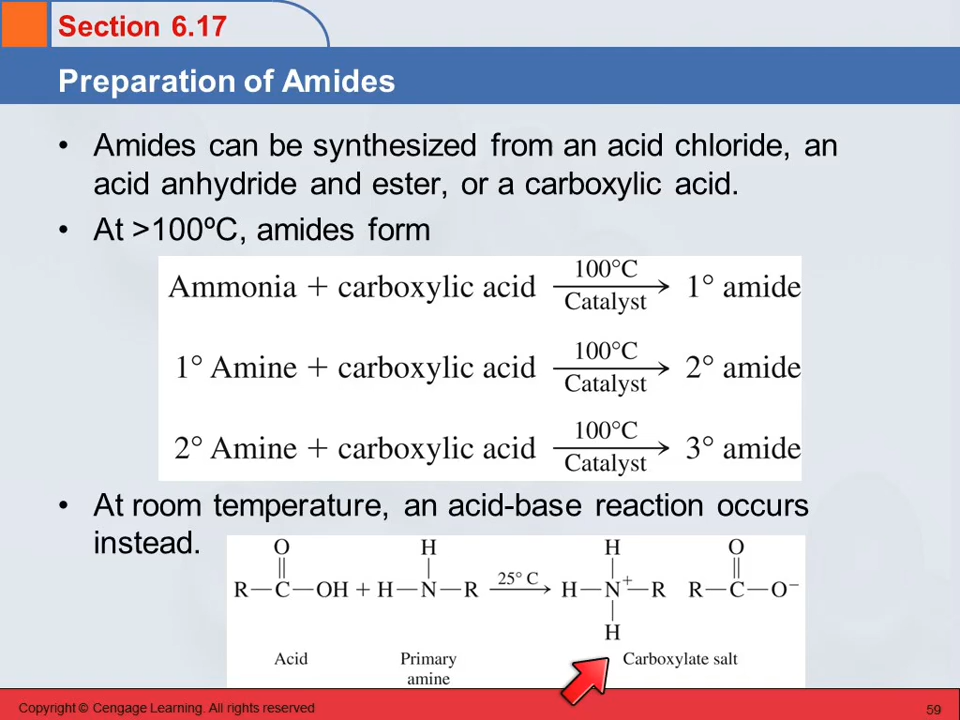 Section 6.17
Preparation of Amides
• Amides can be synthesized from an acid chloride, an
acid anhydride and ester, or a carboxylic acid.
• At >100ºC, amides form
Ammonia + carboxylic acid 100°C Catalyst → 1° amide
1° Amine + carboxylic acid 100°C Catalyst → 2° amide
2° Amine + carboxylic acid 100°C Catalyst → 3° amide
• At room temperature, an acid-base reaction occurs
instead.
O H H O
R—C—OH + H—N—R 25° C → H—N⁺—R R—C—O⁻
H
Acid Primary Carboxylate salt
amine
Copyright © Cengage Learning. All rights reserved 59